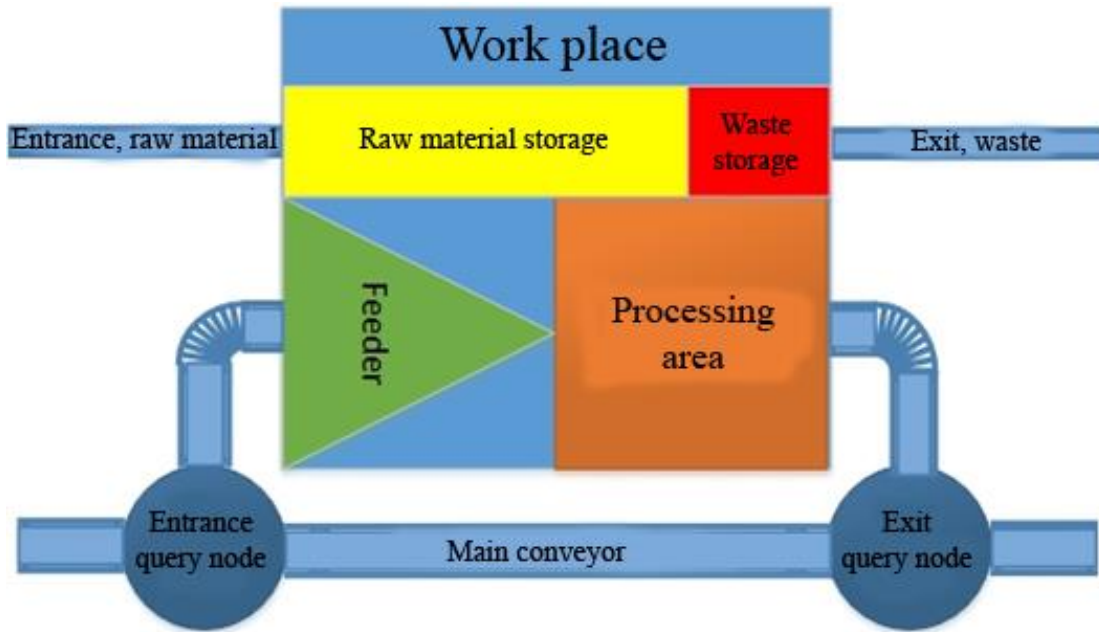 Work place
Entrance, raw material
Raw material storage
Waste
storage
Exit, waste
Feeder
Processing
area
Entrance
query node
Main conveyor
Exit
query node